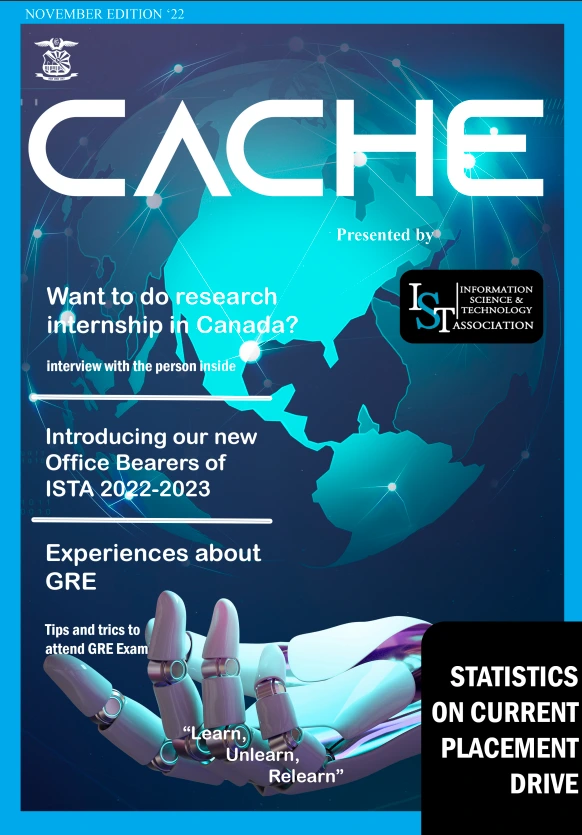 NOVEMBER EDITION ‘22
CACHE
Presented by
IST
INFORMATION
SCIENCE &
TECHNOLOGY
ASSOCIATION
Want to do research
internship in Canada?
interview with the person inside
Introducing our new
Office Bearers of
ISTA 2022-2023
Experiences about
GRE
Tips and trics to
attend GRE Exam
“Learn,
Unlearn,
Relearn”
STATISTICS
ON CURRENT
PLACEMENT
DRIVE